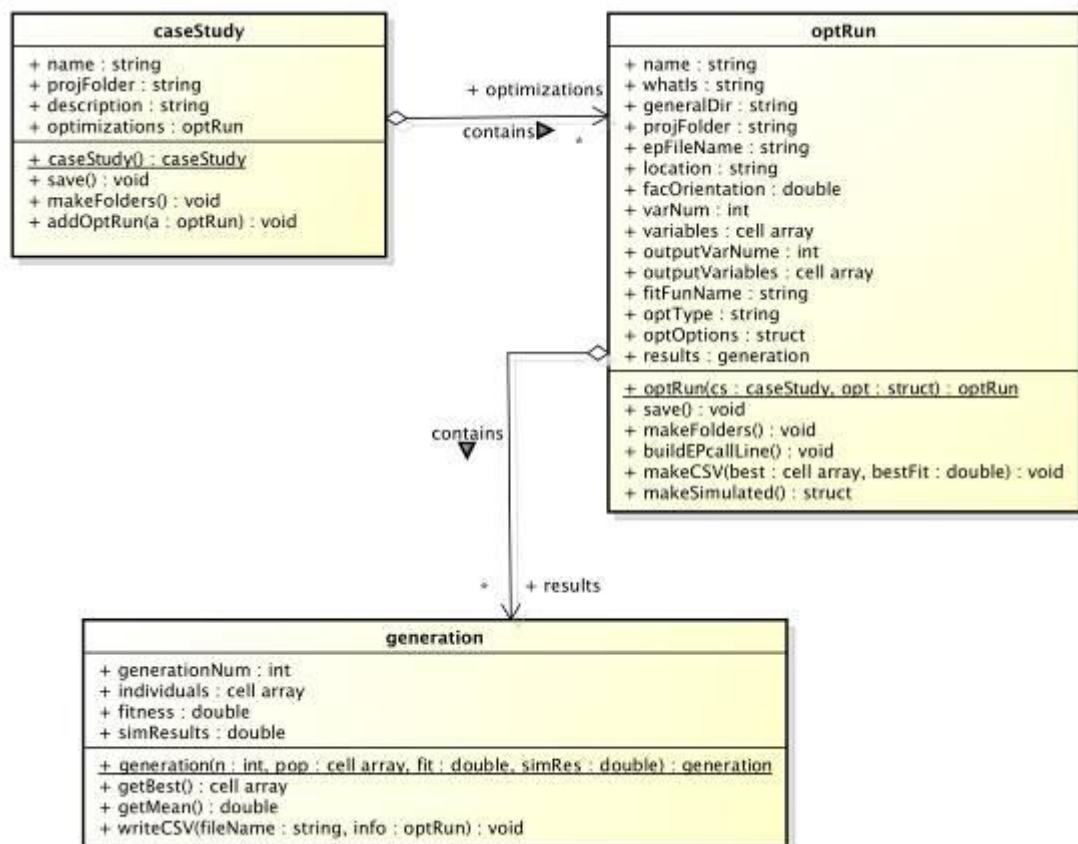 caseStudy
+ name : string
+ projFolder : string
+ description : string
+ optimizations : optRun
+ caseStudy() : caseStudy
+ save() : void
+ makeFolders() : void
+ addOptRun(a : optRun) : void
+ optimizations
contains
*
optRun
+ name : string
+ whatIs : string
+ generalDir : string
+ projFolder : string
+ epFileName : string
+ location : string
+ facOrientation : double
+ varNum : int
+ variables : cell array
+ outputVarNume : int
+ outputVariables : cell array
+ fitFunName : string
+ optType : string
+ optOptions : struct
+ results : generation
+ optRun(cs : caseStudy, opt : struct) : optRun
+ save() : void
+ makeFolders() : void
+ buildEPcallLine() : void
+ makeCSV(best : cell array, bestFit : double) : void
+ makeSimulated() : struct
contains
*
+ results
generation
+ generationNum : int
+ individuals : cell array
+ fitness : double
+ simResults : double
+ generation(n : int, pop : cell array, fit : double, simRes : double) : generation
+ getBest() : cell array
+ getMean() : double
+ writeCSV(fileName : string, info : optRun) : void